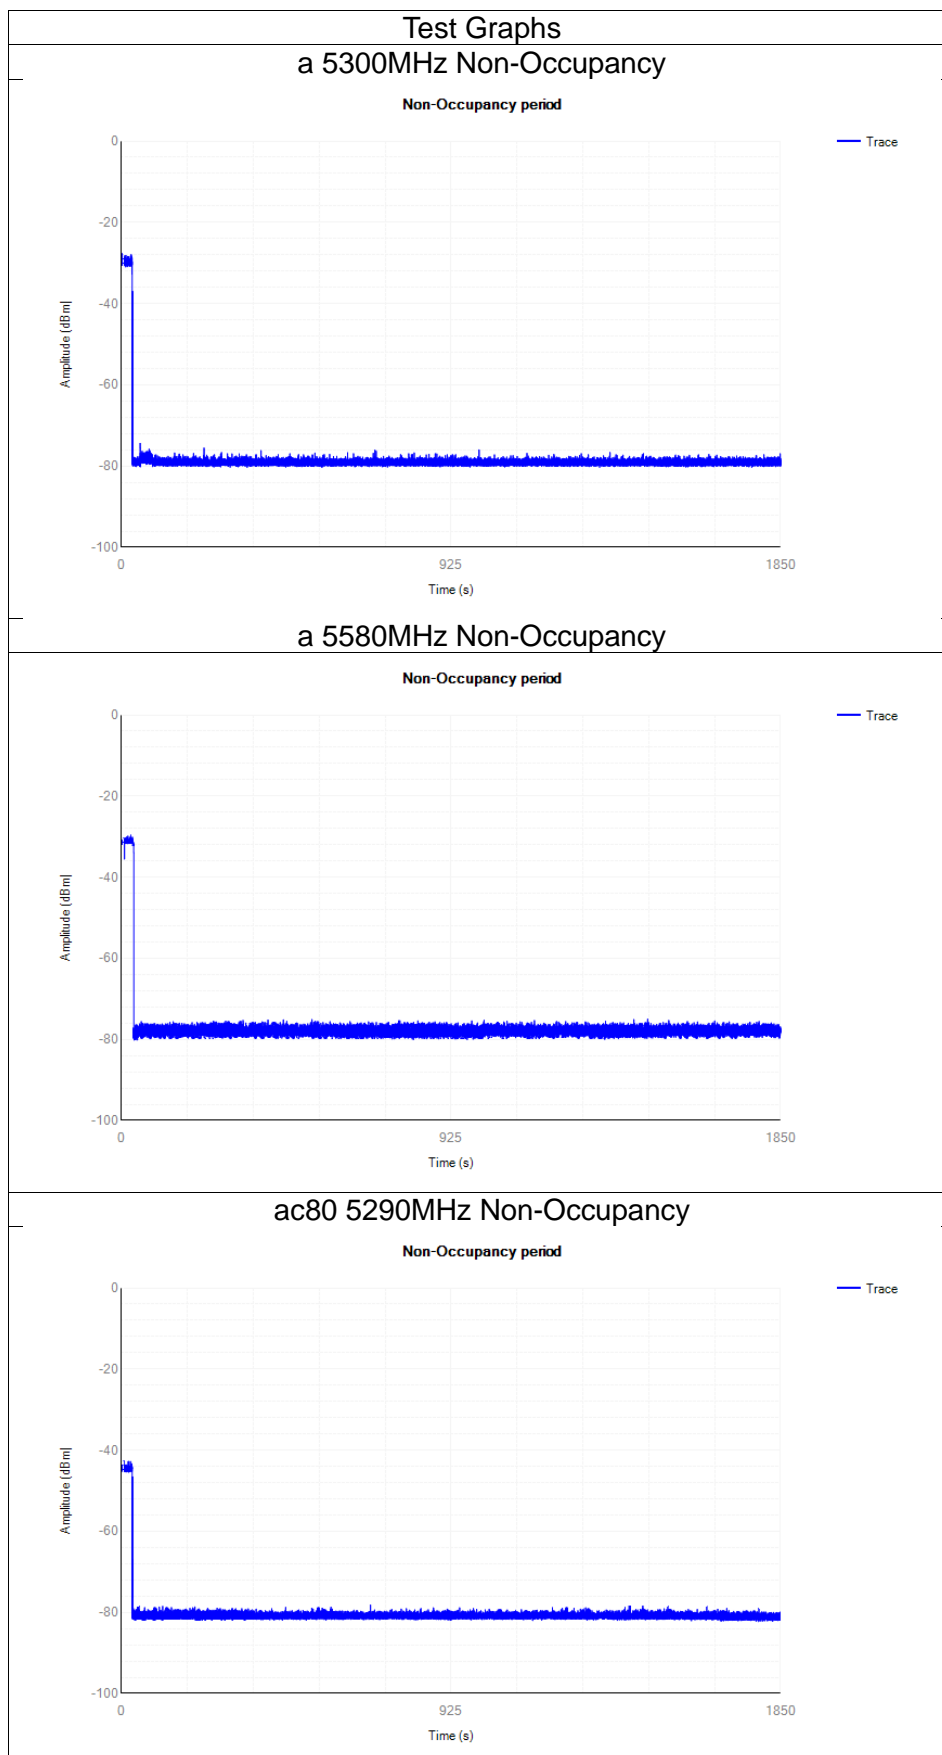 Test Graphs
a 5300MHz Non-Occupancy
Non-Occupancy period
0
Trace
-20
-40
Amplitude [dBm]
-60
-80
-100
0 925 1850
Time (s)
a 5580MHz Non-Occupancy
Non-Occupancy period
0
Trace
-20
-40
Amplitude [dBm]
-60
-80
-100
0 925 1850
Time (s)
ac80 5290MHz Non-Occupancy
Non-Occupancy period
0
Trace
-20
-40
Amplitude [dBm]
-60
-80
-100
0 925 1850
Time (s)